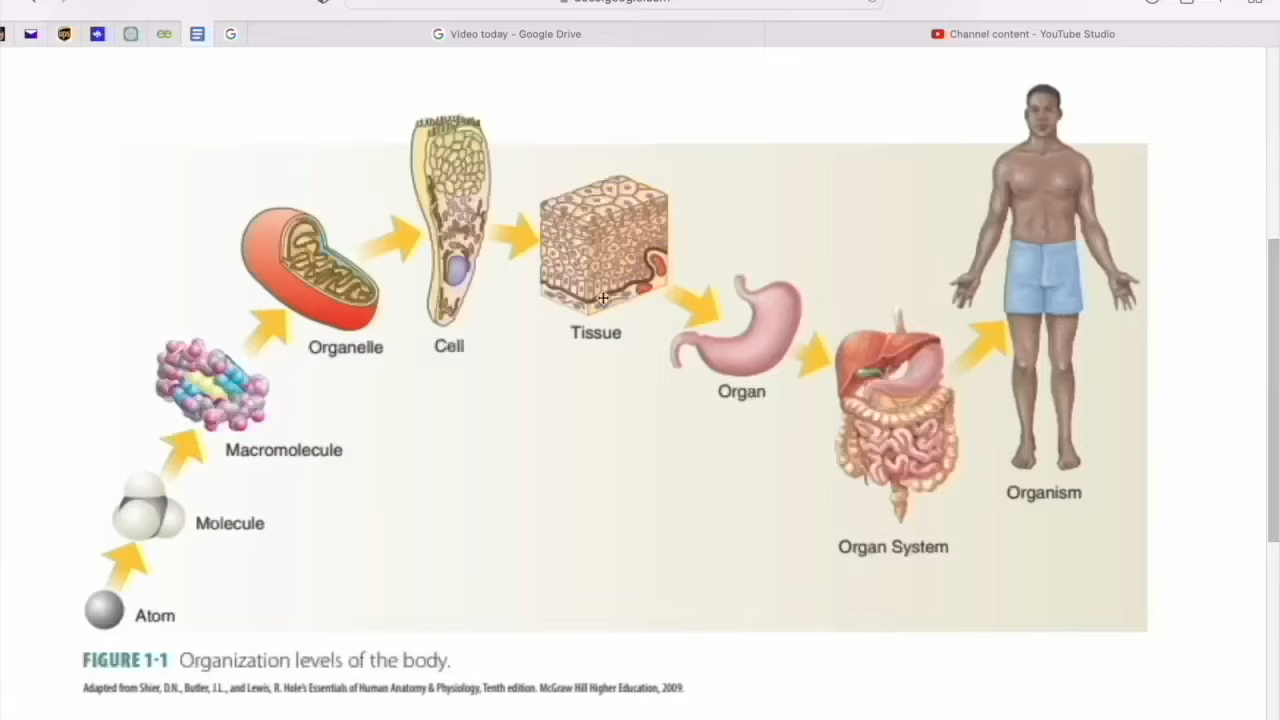 Video today - Google Drive
Channel content - YouTube Studio
Organelle
Cell
Tissue
Organ
Macromolecule
Molecule
Atom
Organ System
Organism
FIGURE 1-1 Organization levels of the body.
Adapted from Shier, D.N., Butler, J.L., and Lewis, R. Hole's Essentials of Human Anatomy & Physiology, Tenth edition. McGraw Hill Higher Education, 2009.